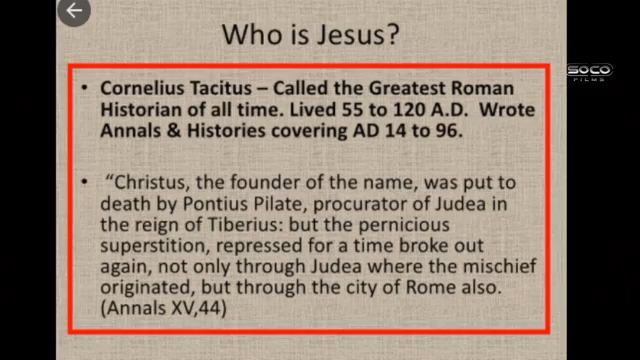 Who is Jesus?
• Cornelius Tacitus – Called the Greatest Roman
Historian of all time. Lived 55 to 120 A.D. Wrote
Annals & Histories covering AD 14 to 96.
SOCO
FILMS
• “Christus, the founder of the name, was put to
death by Pontius Pilate, procurator of Judea in
the reign of Tiberius: but the pernicious
superstition, repressed for a time broke out
again, not only through Judea where the mischief
originated, but through the city of Rome also.
(Annals XV,44)